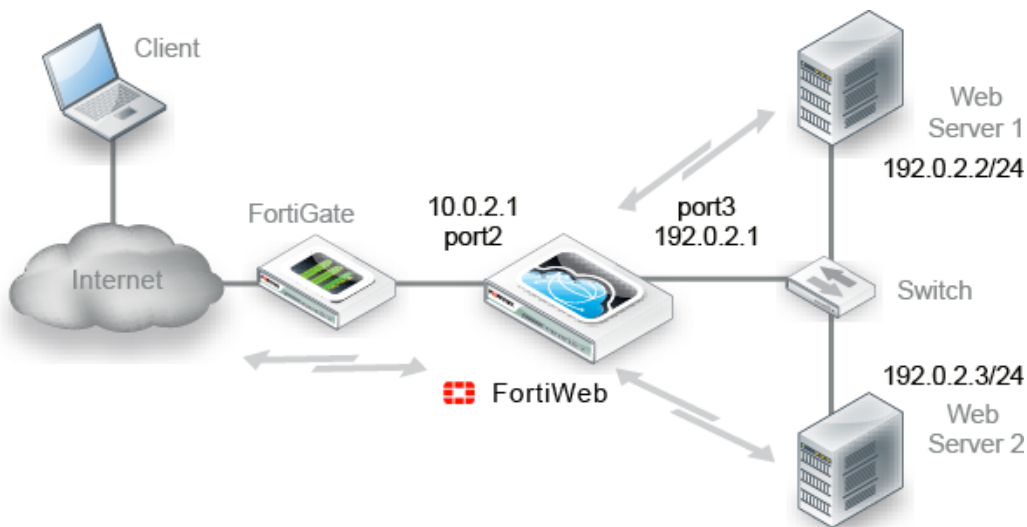 Client
Web
Server 1
192.0.2.2/24
FortiGate
10.0.2.1
port2
port3
192.0.2.1
Internet
Switch
FortiWeb
192.0.2.3/24
Web
Server 2